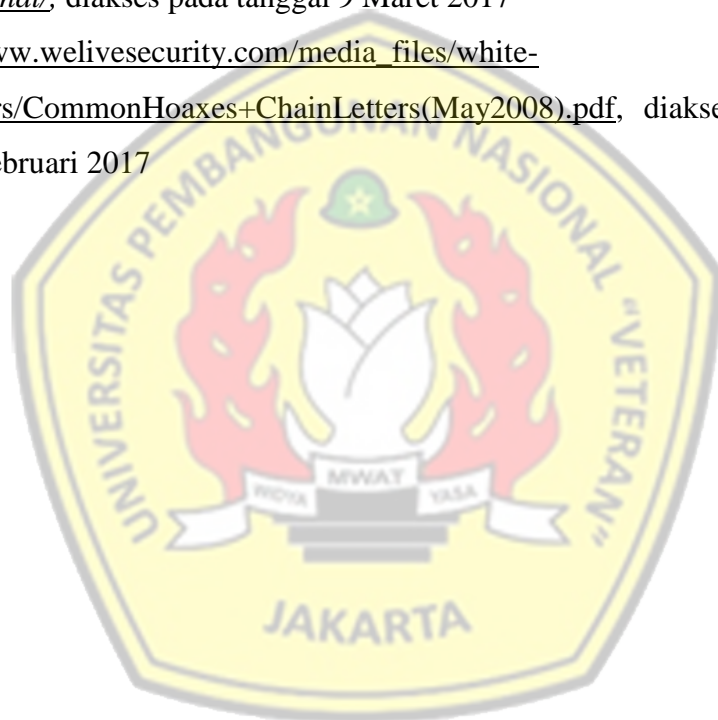 diakses pada tanggal 9 Maret 2017
ww.welivesecurity.com/media_files/white-
rs/CommonHoaxes+ChainLetters(May2008).pdf, diakse
ebruari 2017
UNIVERSITAS PEMBANGUNAN NASIONAL "VETERAN"
WIDYA MWAT YASA
JAKARTA